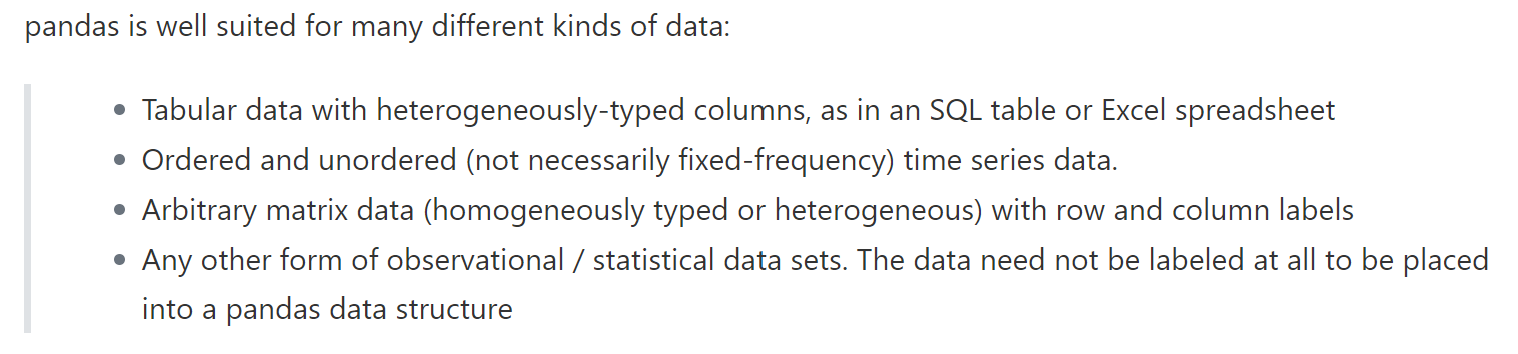 pandas is well suited for many different kinds of data:
• Tabular data with heterogeneously-typed columns, as in an SQL table or Excel spreadsheet
• Ordered and unordered (not necessarily fixed-frequency) time series data.
• Arbitrary matrix data (homogeneously typed or heterogeneous) with row and column labels
• Any other form of observational / statistical data sets. The data need not be labeled at all to be placed
into a pandas data structure